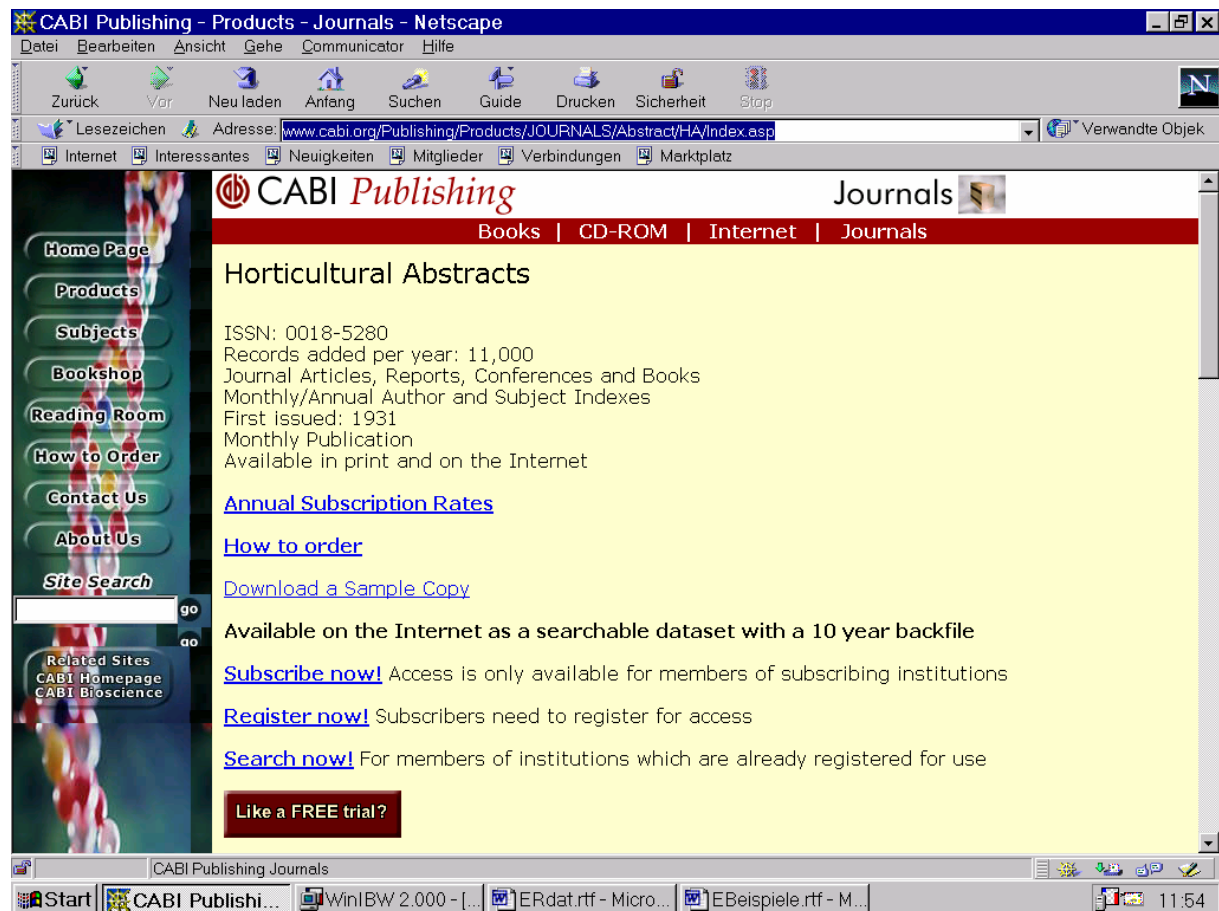 CABI Publishing - Products - Journals - Netscape
Datei Bearbeiten Ansicht Gehe Communicator Hilfe
Zurück Vor Neu laden Anfang Suchen Guide Drucken Sicherheit Stop
N
Lesezeichen Adresse: www.cabi.org/Publishing/Products/JOURNALS/Abstract/HA/Index.asp Verwandte Objek
Internet Interessantes Neuigkeiten Mitglieder Verbindungen Marktplatz
CABI Publishing Journals
Books | CD-ROM | Internet | Journals
Home Page
Products
Subjects
Bookshop
Reading Room
How to Order
Contact Us
About Us
Site Search
go
go
Related Sites
CABI Homepage
CABI Bioscience
Horticultural Abstracts
ISSN: 0018-5280
Records added per year: 11,000
Journal Articles, Reports, Conferences and Books
Monthly/Annual Author and Subject Indexes
First issued: 1931
Monthly Publication
Available in print and on the Internet
Annual Subscription Rates
How to order
Download a Sample Copy
Available on the Internet as a searchable dataset with a 10 year backfile
Subscribe now! Access is only available for members of subscribing institutions
Register now! Subscribers need to register for access
Search now! For members of institutions which are already registered for use
Like a FREE trial?
CABI Publishing Journals
Start CABI Publishi... WinIBW 2.000 - [... ERdat.rtf - Micro... EBeispiele.rtf - M... 11:54